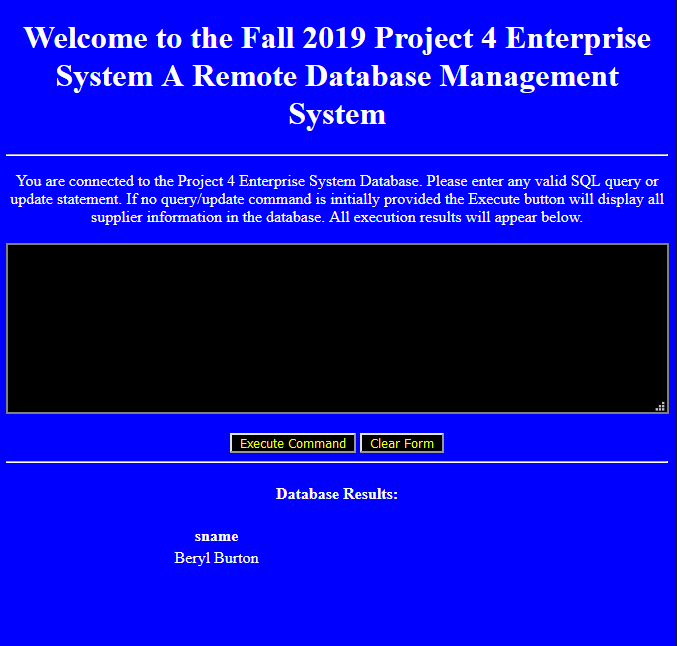 Welcome to the Fall 2019 Project 4 Enterprise
System A Remote Database Management
System
You are connected to the Project 4 Enterprise System Database. Please enter any valid SQL query or
update statement. If no query/update command is initially provided the Execute button will display all
supplier information in the database. All execution results will appear below.
Execute Command Clear Form
Database Results:
sname
Beryl Burton